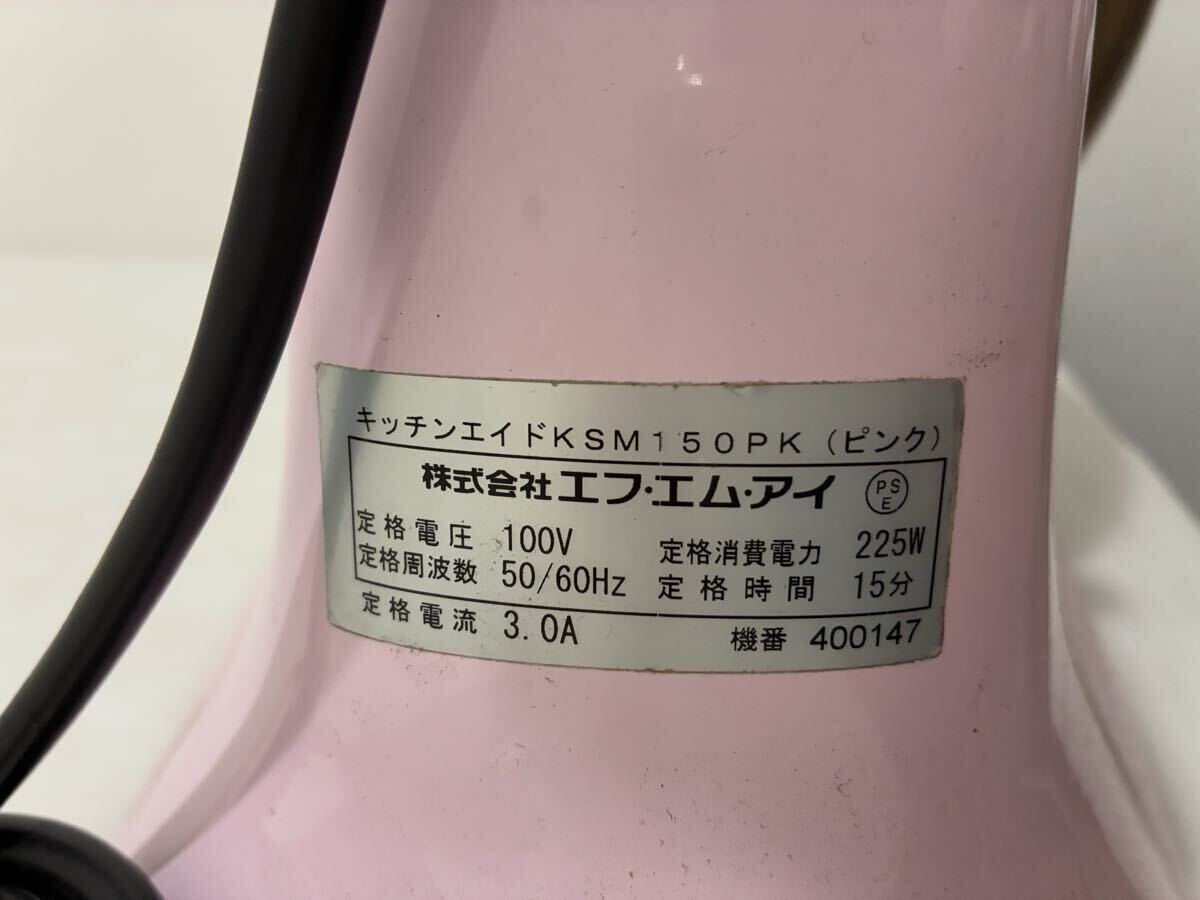 キッチンエイドKSM150PK（ピンク）
株式会社 エフ・エム・アイ PSE
定格電圧 100V 定格消費電力 225W
定格周波数 50/60Hz 定格時間 15分
定格電流 3.0A 機番 400147